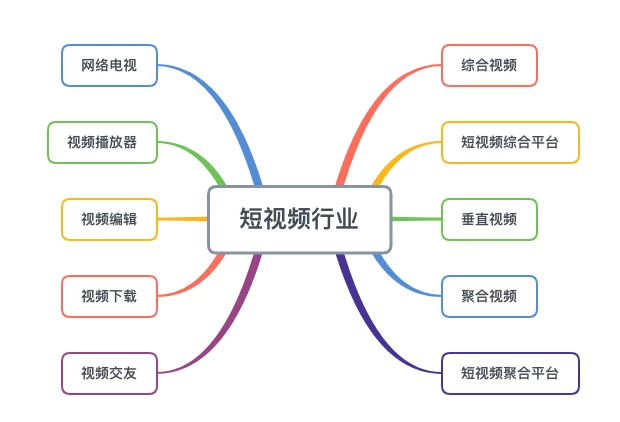 网络电视
视频播放器
视频编辑
视频下载
视频交友
短视频行业
综合视频
短视频综合平台
垂直视频
聚合视频
短视频聚合平台